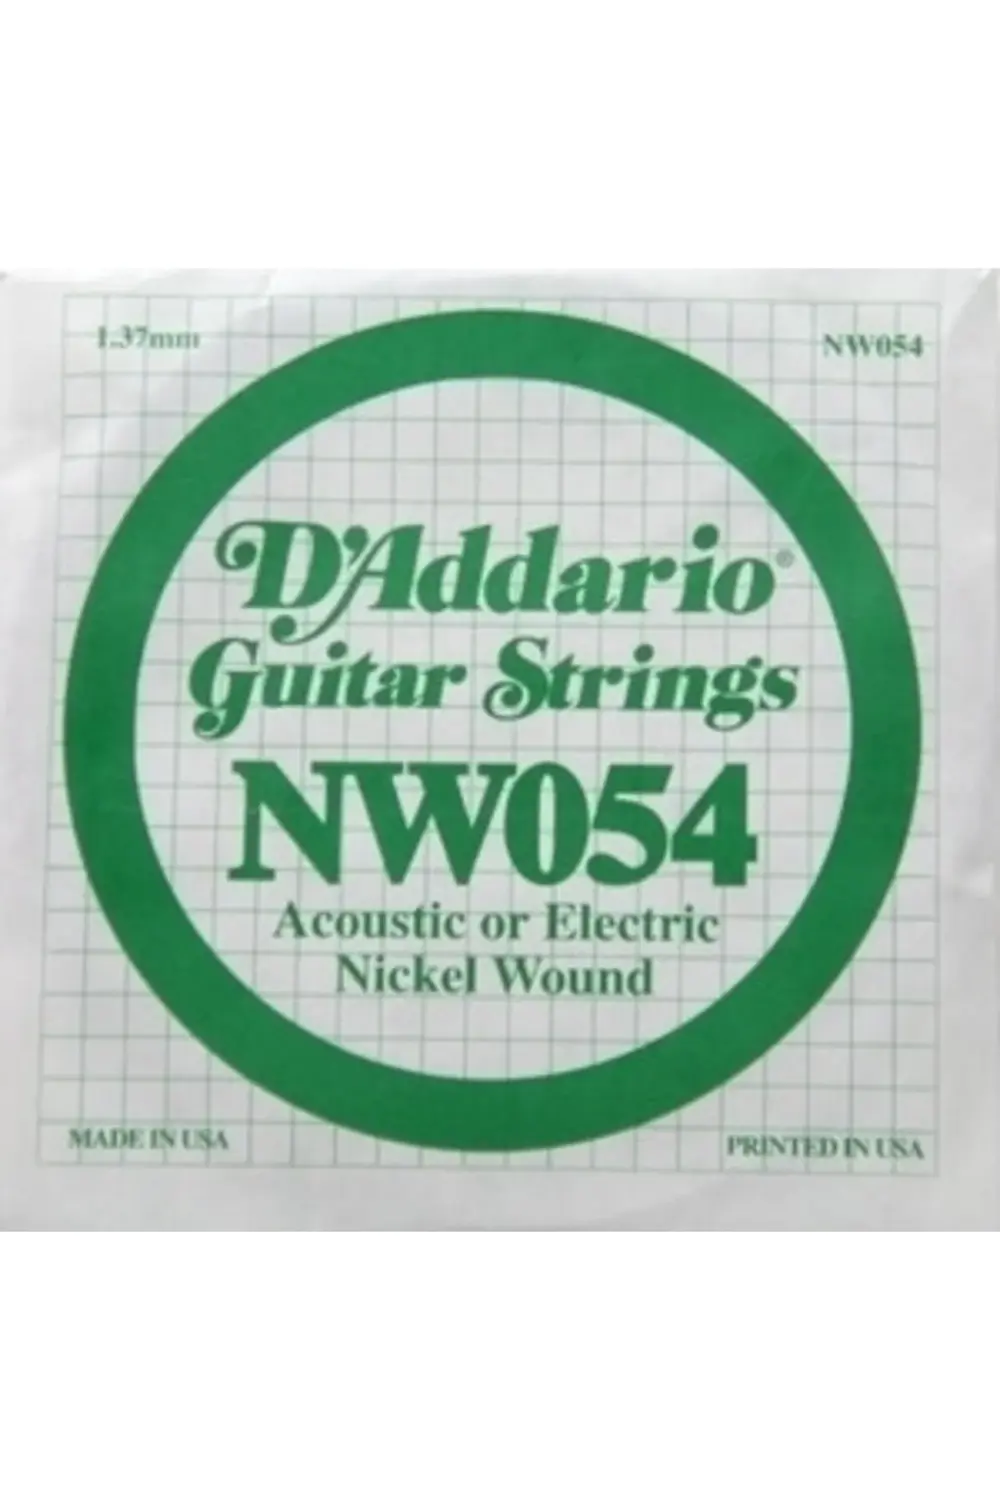 1.37mm
NW054
D'Addario®
Guitar Strings
NW054
Acoustic or Electric
Nickel Wound
MADE IN USA
PRINTED IN USA